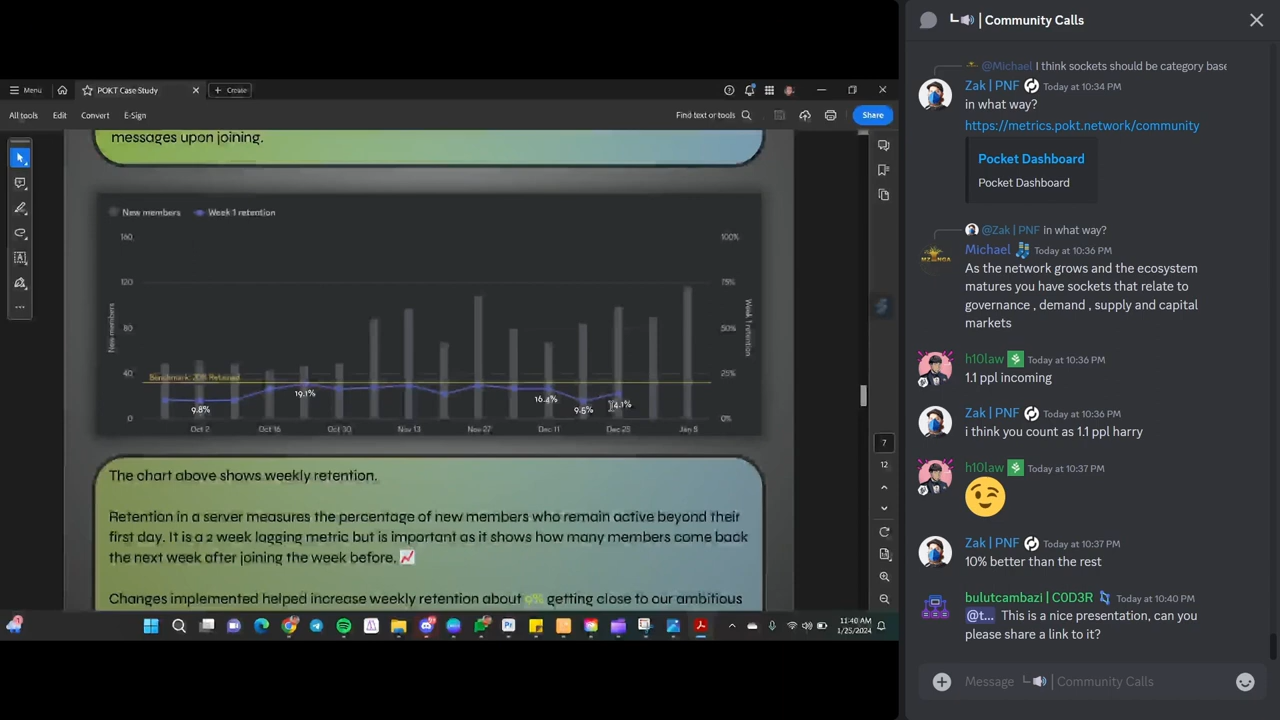 Menu
POKT Case Study
Create
All tools
Edit
Convert
E-Sign
Find text or tools
Share
messages upon joining.
New members
Week 1 retention
160
100%
120
75%
80
50%
40
25%
0
0%
New members
Week 1 retention
Benchmark: 20% Retained
9.8%
19.1%
16.4%
14.1%
Oct 2
Oct 16
Oct 30
Nov 13
Nov 27
Dec 11
Dec 25
Jan 8
The chart above shows weekly retention.
Retention in a server measures the percentage of new members who remain active beyond their
first day. It is a 2 week lagging metric but is important as it shows how many members come back
the next week after joining the week before. 📈
Changes implemented helped increase weekly retention about 9% getting close to our ambitious
7
12
11:40 AM
1/25/2024
| Community Calls
@Michael I think sockets should be category base
Zak | PNF Today at 10:34 PM
in what way?
https://metrics.pokt.network/community
Pocket Dashboard
Pocket Dashboard
@Zak | PNF in what way?
Michael Today at 10:36 PM
As the network grows and the ecosystem
matures you have sockets that relate to
governance , demand , supply and capital
markets
h10law Today at 10:36 PM
1.1 ppl incoming
Zak | PNF Today at 10:36 PM
i think you count as 1.1 ppl harry
h10law Today at 10:37 PM
😉
Zak | PNF Today at 10:37 PM
10% better than the rest
bulutcambazi | C0D3R Today at 10:40 PM
@t... This is a nice presentation, can you
please share a link to it?
Message | Community Calls